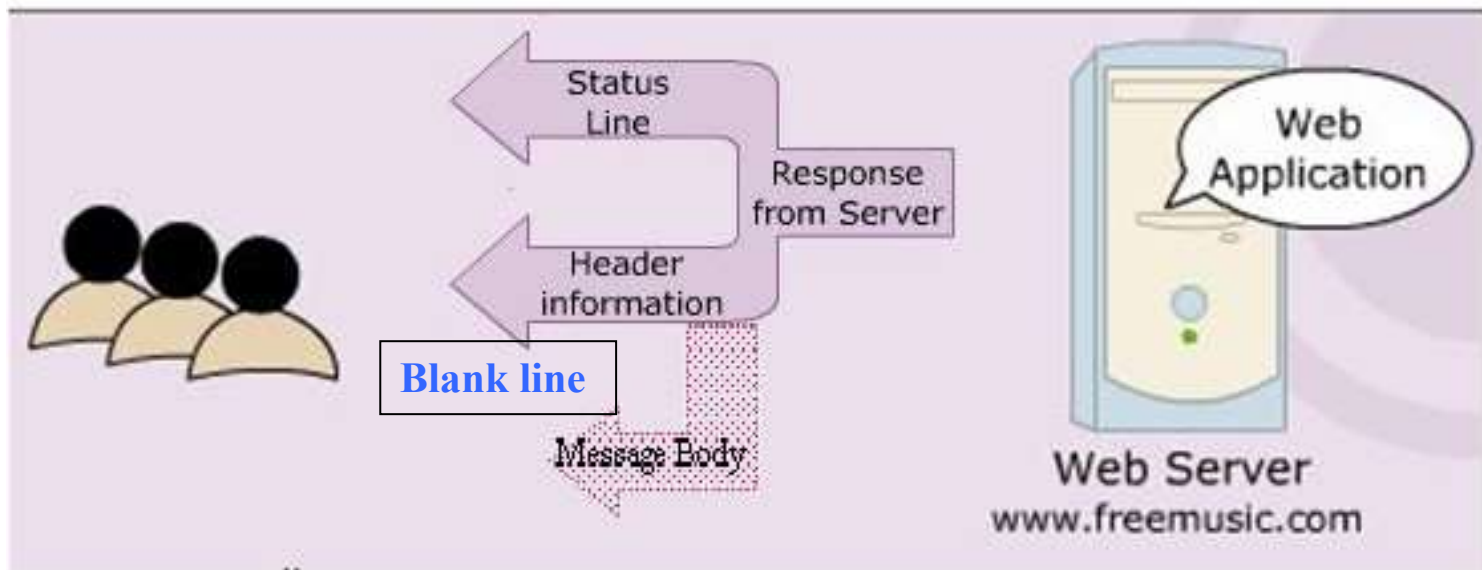 Status
Line
Response
from Server
Header
information
Blank line
Message Body
Web
Application
Web Server
www.freemusic.com